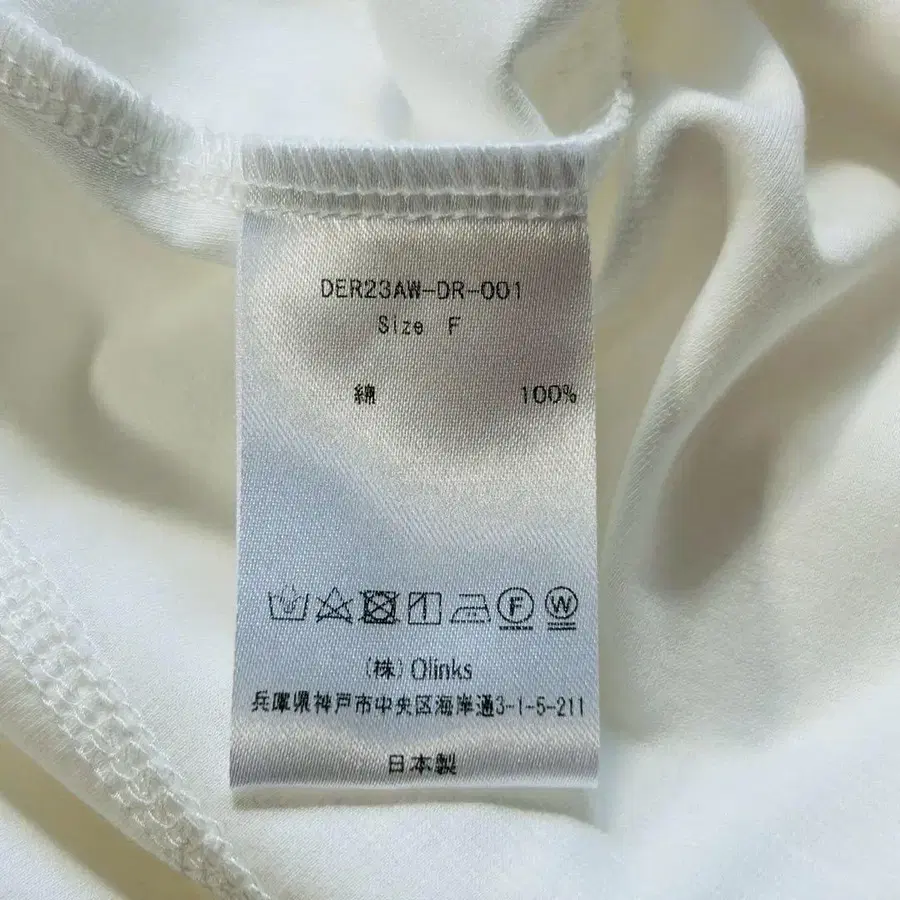 DER23AW-DR-001
Size F
綿 100%
F W
(株) Olinks
兵庫県神戸市中央区海岸通3-1-5-211
日本製